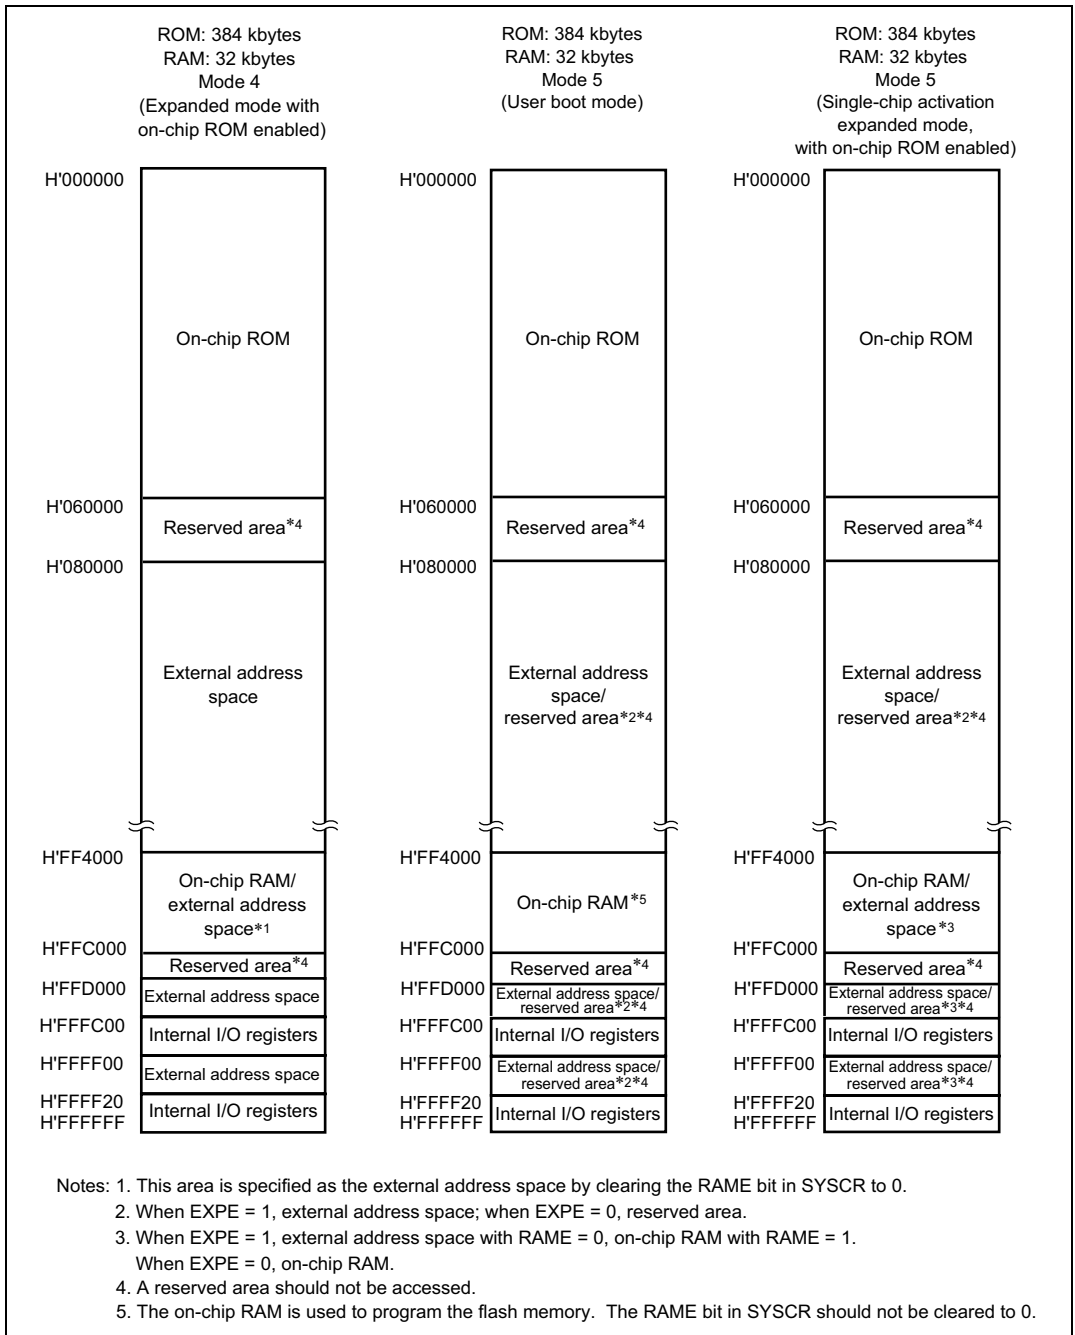 ROM: 384 kbytes
RAM: 32 kbytes
Mode 4
(Expanded mode with
on-chip ROM enabled)
H'000000
On-chip ROM
H'060000
Reserved area*4
H'080000
External address
space
H'FF4000
On-chip RAM/
external address
space*1
H'FFC000
Reserved area*4
H'FFD000
External address space
H'FFFC00
Internal I/O registers
H'FFFF00
External address space
H'FFFF20
Internal I/O registers
H'FFFFFF
ROM: 384 kbytes
RAM: 32 kbytes
Mode 5
(User boot mode)
H'000000
On-chip ROM
H'060000
Reserved area*4
H'080000
External address
space/
reserved area*2*4
H'FF4000
On-chip RAM*5
H'FFC000
Reserved area*4
H'FFD000
External address space/
reserved area*2*4
H'FFFC00
Internal I/O registers
H'FFFF00
External address space/
reserved area*2*4
H'FFFF20
Internal I/O registers
H'FFFFFF
ROM: 384 kbytes
RAM: 32 kbytes
Mode 5
(Single-chip activation
expanded mode,
with on-chip ROM enabled)
H'000000
On-chip ROM
H'060000
Reserved area*4
H'080000
External address
space/
reserved area*2*4
H'FF4000
On-chip RAM/
external address
space*3
H'FFC000
Reserved area*4
H'FFD000
External address space/
reserved area*3*4
H'FFFC00
Internal I/O registers
H'FFFF00
External address space/
reserved area*3*4
H'FFFF20
Internal I/O registers
H'FFFFFF
Notes: 1. This area is specified as the external address space by clearing the RAME bit in SYSCR to 0.
2. When EXPE = 1, external address space; when EXPE = 0, reserved area.
3. When EXPE = 1, external address space with RAME = 0, on-chip RAM with RAME = 1.
When EXPE = 0, on-chip RAM.
4. A reserved area should not be accessed.
5. The on-chip RAM is used to program the flash memory. The RAME bit in SYSCR should not be cleared to 0.